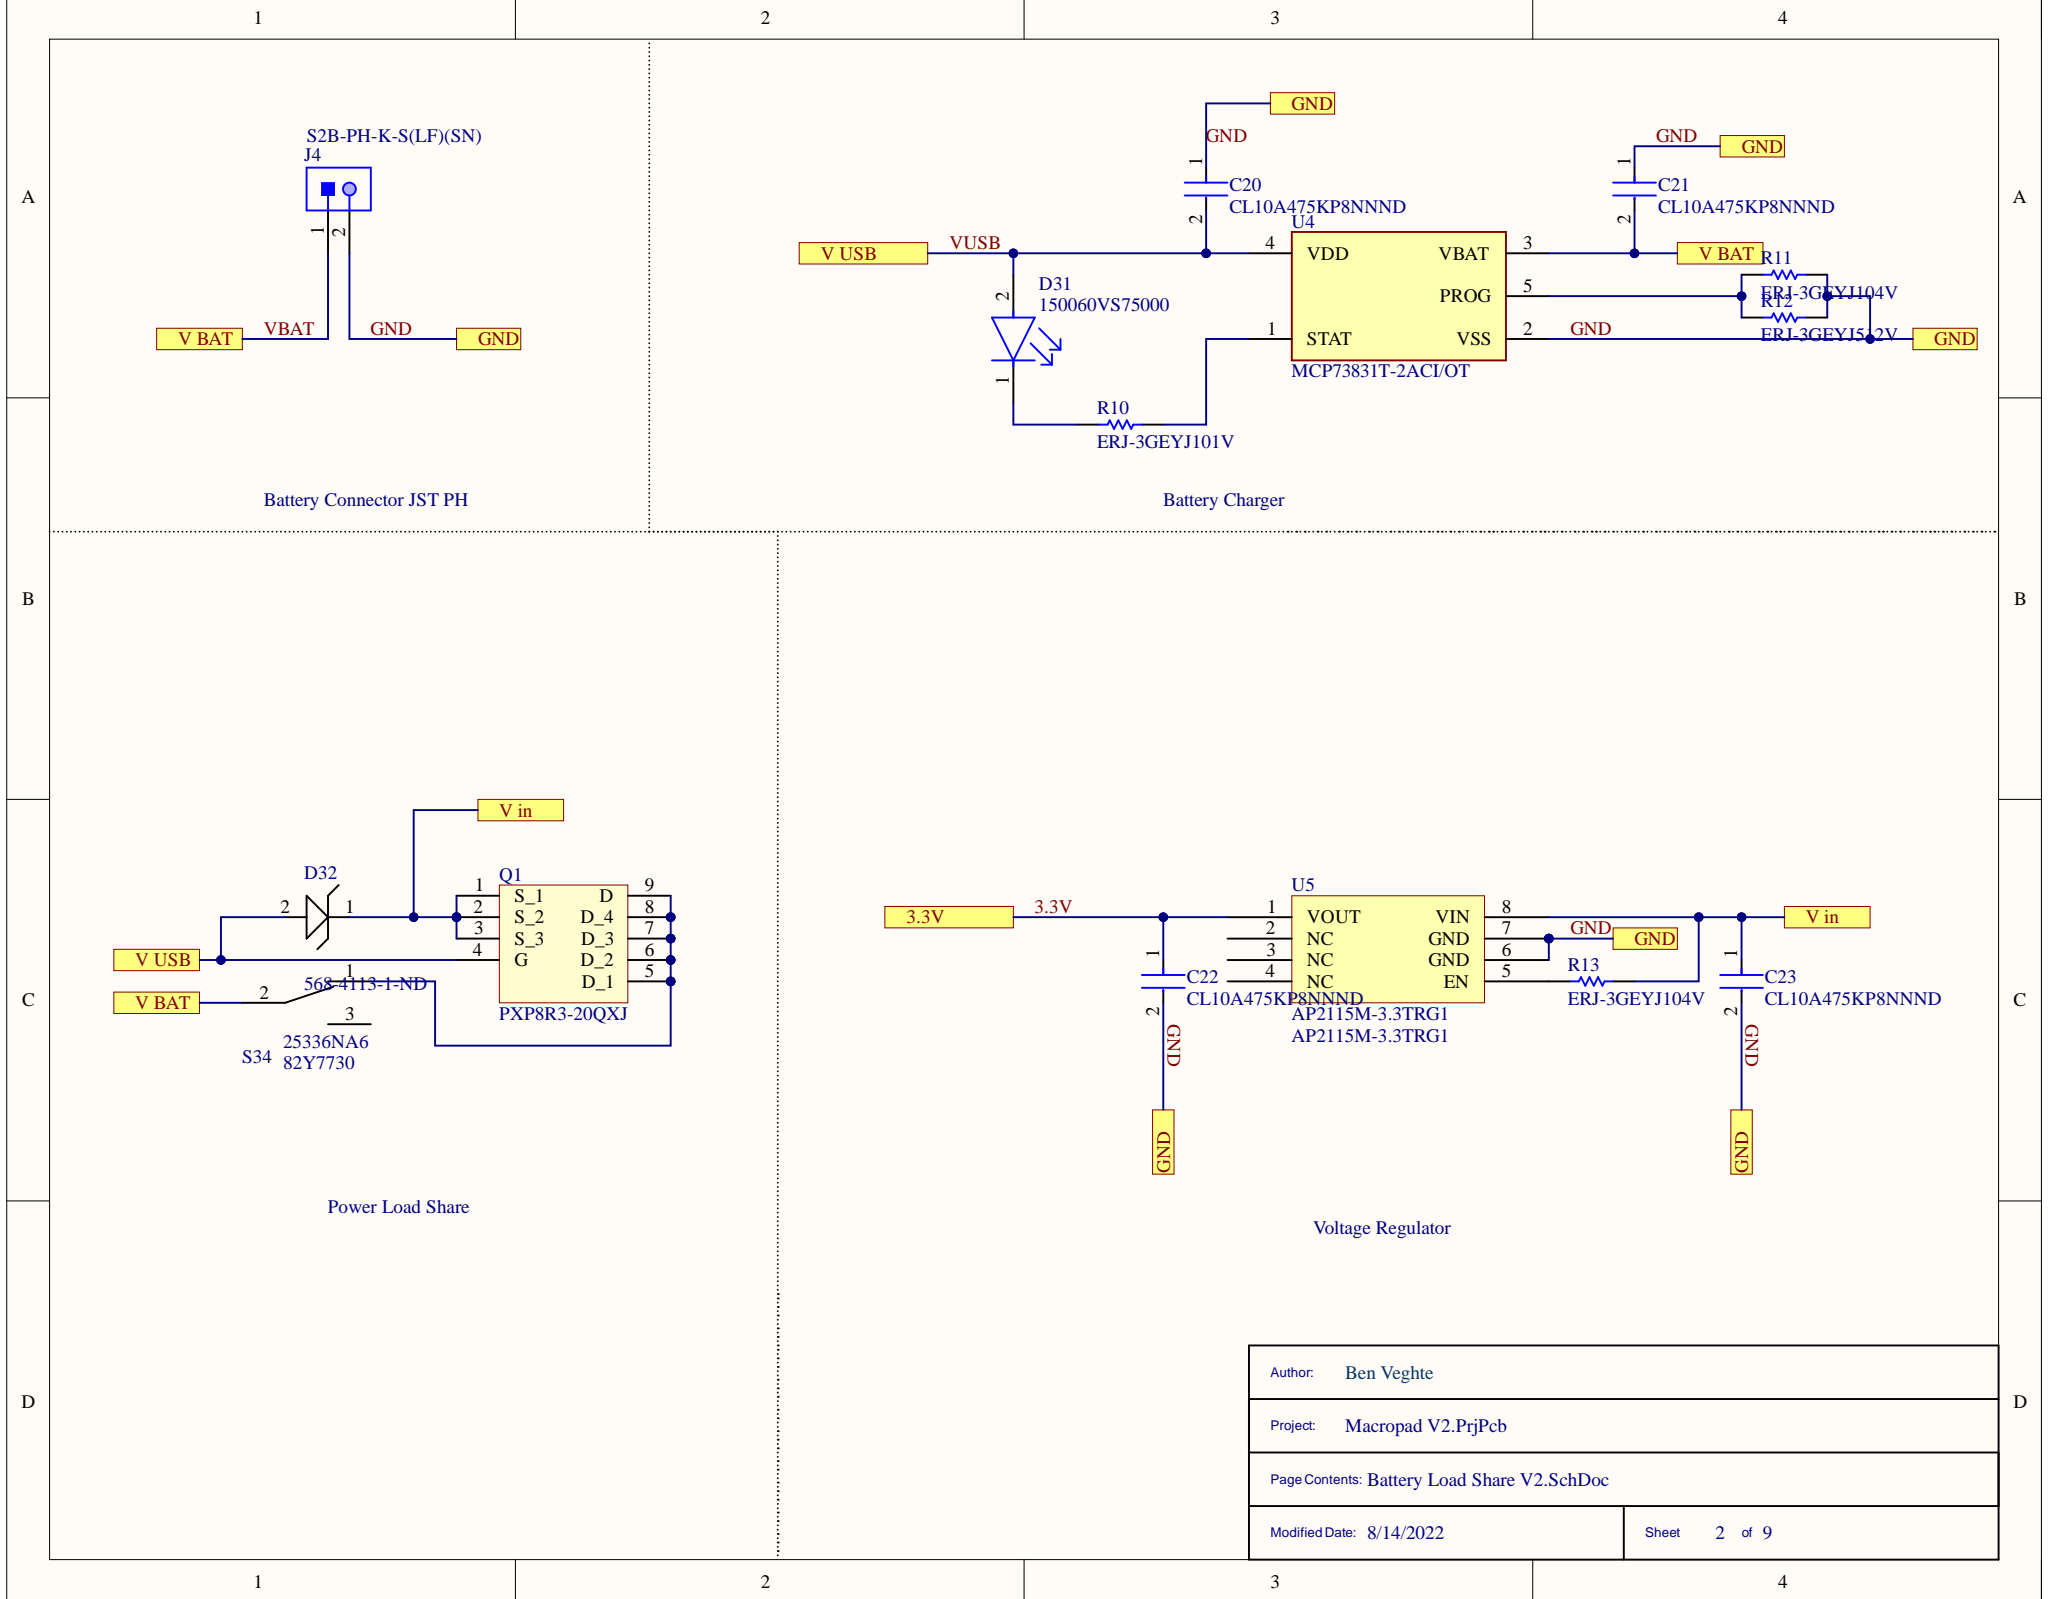 1 2 3 4
A A
S2B-PH-K-S(LF)(SN)
J4
1 2
V BAT VBAT GND GND
Battery Connector JST PH
GND
GND
1
C20
CL10A475KP8NNND
2
GND GND
1
C21
CL10A475KP8NNND
2
V USB VUSB
U4
4 VDD VBAT 3
PROG 5
1 STAT VSS 2
MCP73831T-2ACI/OT
V BAT
R11
ERJ-3GEYJ104V
R12
ERJ-3GEYJ512V
GND GND
2
D31
150060VS75000
1
R10
ERJ-3GEYJ101V
Battery Charger
B B
V in
D32
2 1
568-4113-1-ND
Q1
1 S_1 D 9
2 S_2 D_4 8
3 S_3 D_3 7
4 G D_2 6
D_1 5
PXP8R3-20QXJ
V USB
V BAT 2 1
3
S34
25336NA6
82Y7730
Power Load Share
C C
3.3V 3.3V
U5
1 VOUT VIN 8
2 NC GND 7
3 NC GND 6
4 NC EN 5
AP2115M-3.3TRG1
AP2115M-3.3TRG1
1
C22
CL10A475KP8NNND
2
GND
GND
GND GND
R13
ERJ-3GEYJ104V
V in
1
C23
CL10A475KP8NNND
2
GND
GND
Voltage Regulator
D D
Author: Ben Veghte
Project: Macropad V2.PrjPcb
Page Contents: Battery Load Share V2.SchDoc
Modified Date: 8/14/2022 Sheet 2 of 9
1 2 3 4